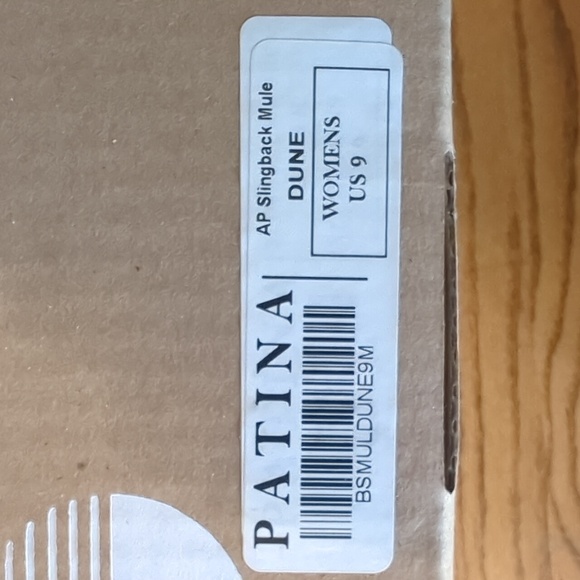 PATINA
BSMULDUNE9M
AP Slingback Mule
DUNE
WOMENS
US 9